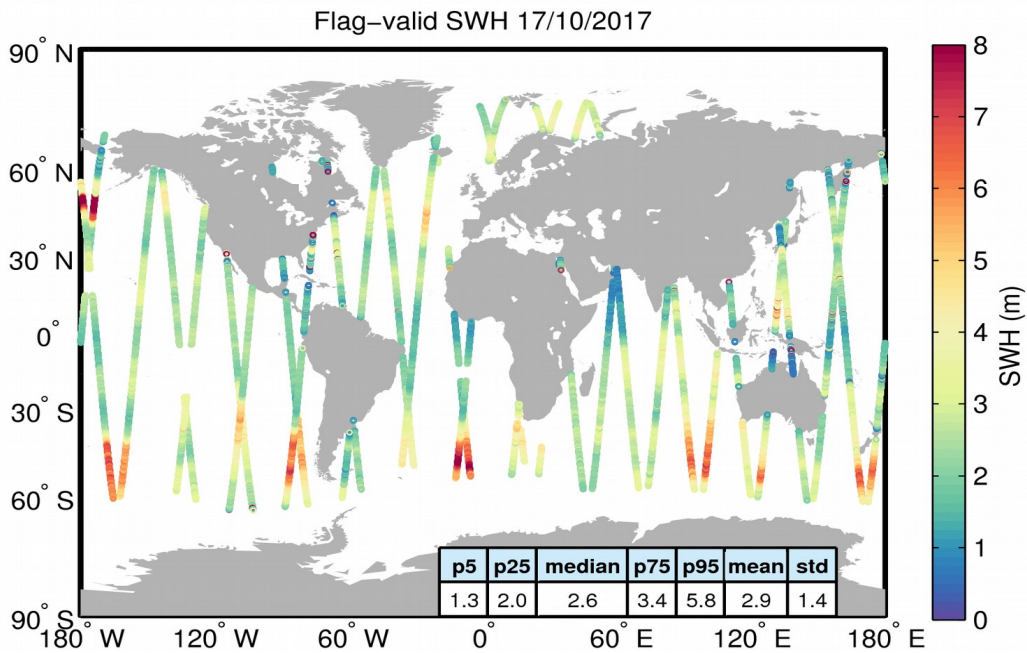 Flag−valid SWH 17/10/2017
90° N
60° N
30° N
0°
30° S
60° S
90° S
180° W
120° W
60° W
0°
60° E
120° E
180° E
p5 p25 median p75 p95 mean std
1.3 2.0 2.6 3.4 5.8 2.9 1.4
8
7
6
5
4
3
2
1
0
SWH (m)